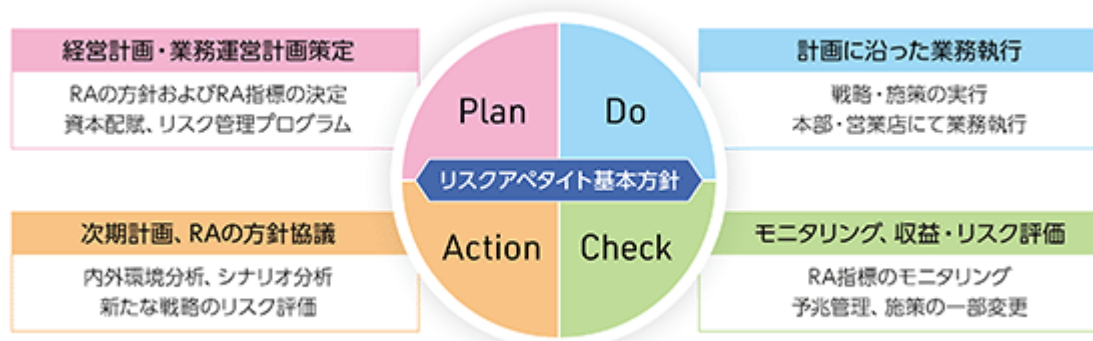 経営計画・業務運営計画策定
RAの方針およびRA指標の決定
資本配賦、リスク管理プログラム
Plan
Do
計画に沿った業務執行
戦略・施策の実行
本部・営業店にて業務執行
リスクアペタイト基本方針
次期計画、RAの方針協議
内外環境分析、シナリオ分析
新たな戦略のリスク評価
Action
Check
モニタリング、収益・リスク評価
RA指標のモニタリング
予兆管理、施策の一部変更